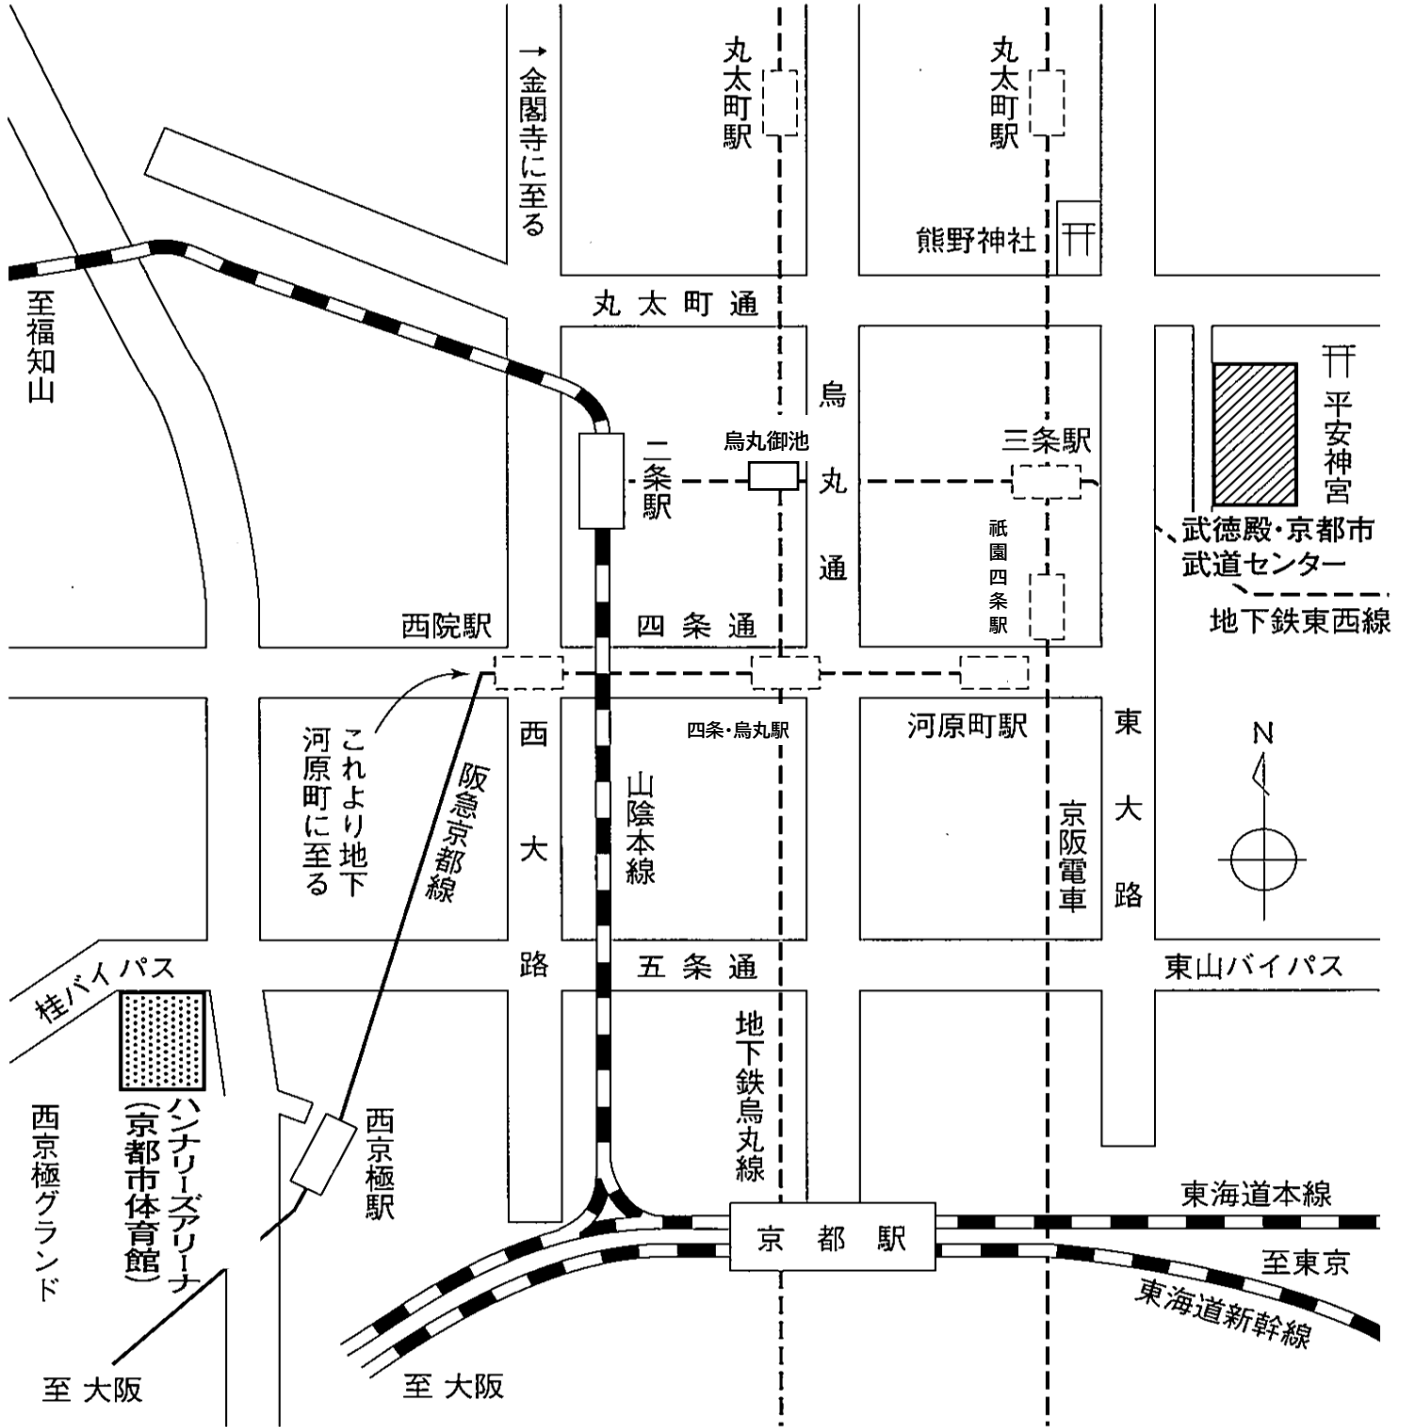 →金閣寺に至る
丸太町駅
丸太町駅
熊野神社
至福知山
丸太町通
烏丸通
平安神宮
二条駅
烏丸御池
三条駅
祇園四条駅
武徳殿・京都市
武道センター
地下鉄東西線
西院駅
四条通
四条・烏丸駅
河原町駅
これより地下
河原町に至る
阪急京都線
西大路
山陰本線
京阪電車
東大路
N
桂バイパス
五条通
東山バイパス
地下鉄烏丸線
西京極グランド
ハンナリーズアリーナ
(京都市体育館)
西京極駅
京都駅
東海道本線
至東京
東海道新幹線
至 大阪
至 大阪